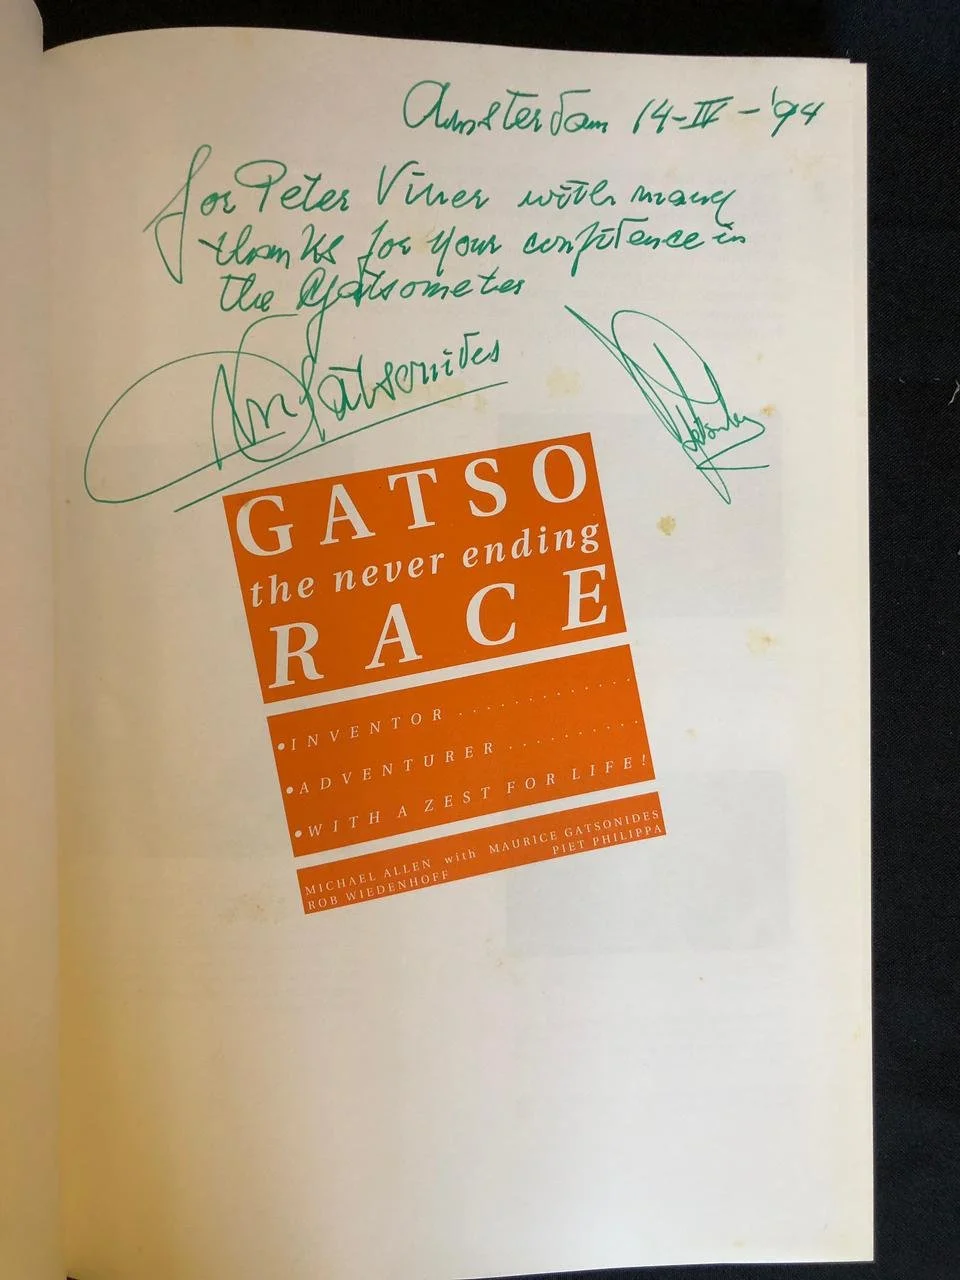 Amsterdam 14-IV-'94
for Peter Viner with many
thanks for your confidence in
the Gatsometer
Gatsonides
GATSO
the never ending
RACE
•INVENTOR . . . . . . . . . . . . .
•ADVENTURER . . . . . . . . . .
•WITH A ZEST FOR LIFE!
MICHAEL ALLEN with MAURICE GATSONIDES
ROB WIEDENHOFF PIET PHILIPPA